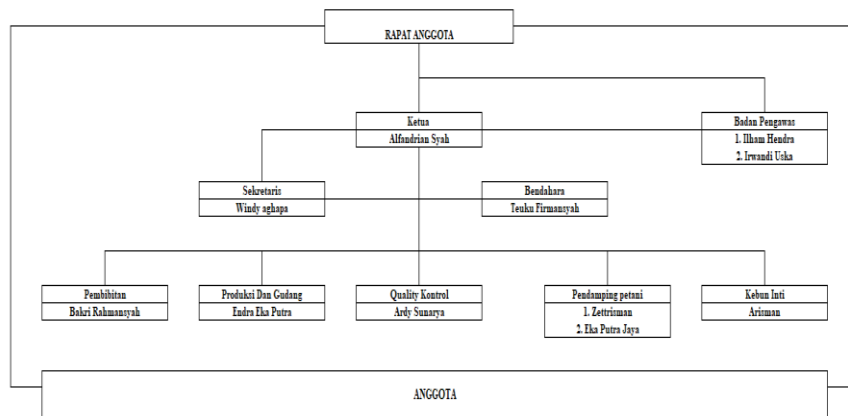 RAPAT ANGGOTA
Ketua
Alfandrian Syah
Badan Pengawas
1. Ilham Hendra
2. Irwandi Uska
Sekretaris
Windy aghapa
Bendahara
Teuku Firmansyah
Pembibitan
Bakri Rahmansyah
Produksi Dan Gudang
Endra Eka Putra
Quality Kontrol
Ardy Sunarya
Pendamping petani
1. Zettrisman
2. Eka Putra Jaya
Kebun Inti
Arisman
ANGGOTA